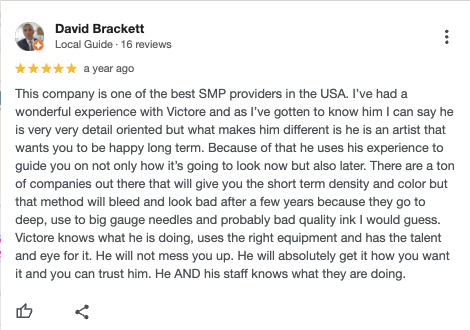 David Brackett
Local Guide · 16 reviews
a year ago
This company is one of the best SMP providers in the USA. I've had a
wonderful experience with Victore and as I've gotten to know him I can say he
is very very detail oriented but what makes him different is he is an artist that
wants you to be happy long term. Because of that he uses his experience to
guide you on not only how it's going to look now but also later. There are a ton
of companies out there that will give you the short term density and color but
that method will bleed and look bad after a few years because they go to
deep, use to big gauge needles and probably bad quality ink I would guess.
Victore knows what he is doing, uses the right equipment and has the talent
and eye for it. He will not mess you up. He will absolutely get it how you want
it and you can trust him. He AND his staff knows what they are doing.